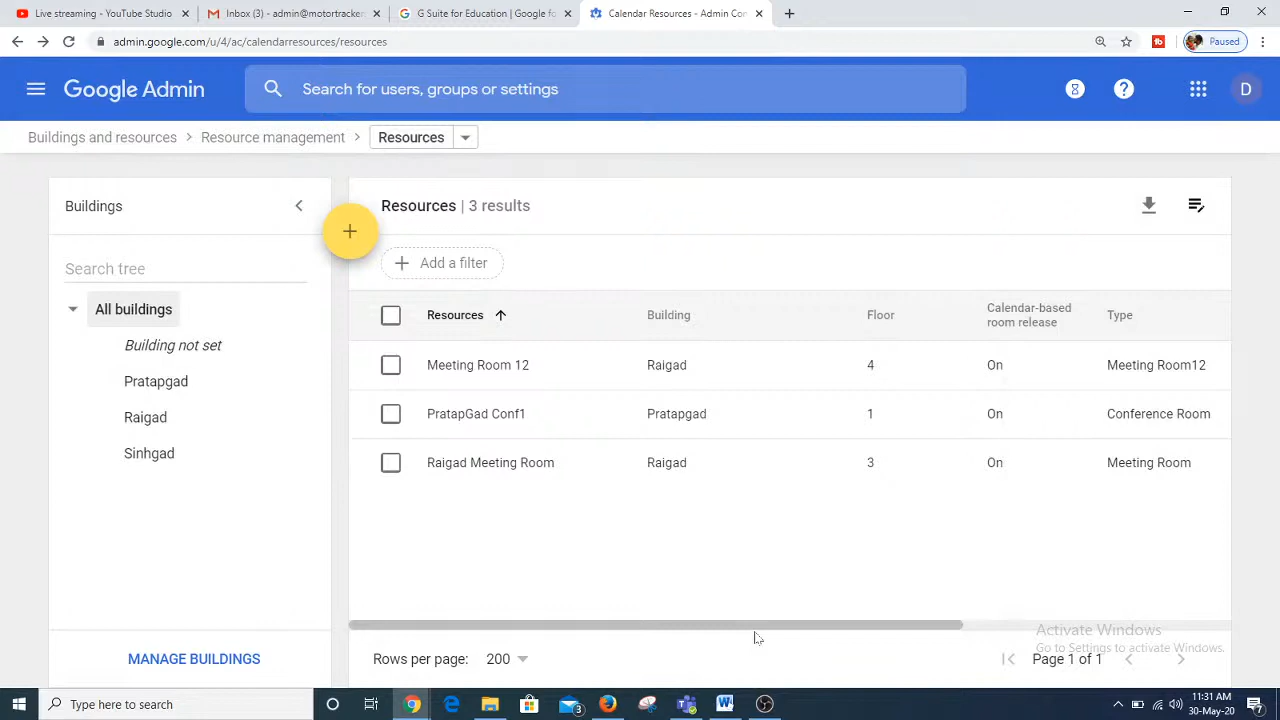 Live streaming - YouTube Studio
Inbox (3) - admin@motortracker
G Suite for Education | Google fo
Calendar Resources - Admin Con
admin.google.com/u/4/ac/calendarresources/resources
Paused
Google Admin
Search for users, groups or settings
D
Buildings and resources > Resource management > Resources
Buildings
Resources | 3 results
Search tree
Add a filter
All buildings
Building not set
Pratapgad
Raigad
Sinhgad
MANAGE BUILDINGS
Resources Building Floor Calendar-based room release Type
Meeting Room 12 Raigad 4 On Meeting Room12
PratapGad Conf1 Pratapgad 1 On Conference Room
Raigad Meeting Room Raigad 3 On Meeting Room
Activate Windows
Go to Settings to activate Windows.
Rows per page: 200
Page 1 of 1
Type here to search
3
11:31 AM
30-May-20